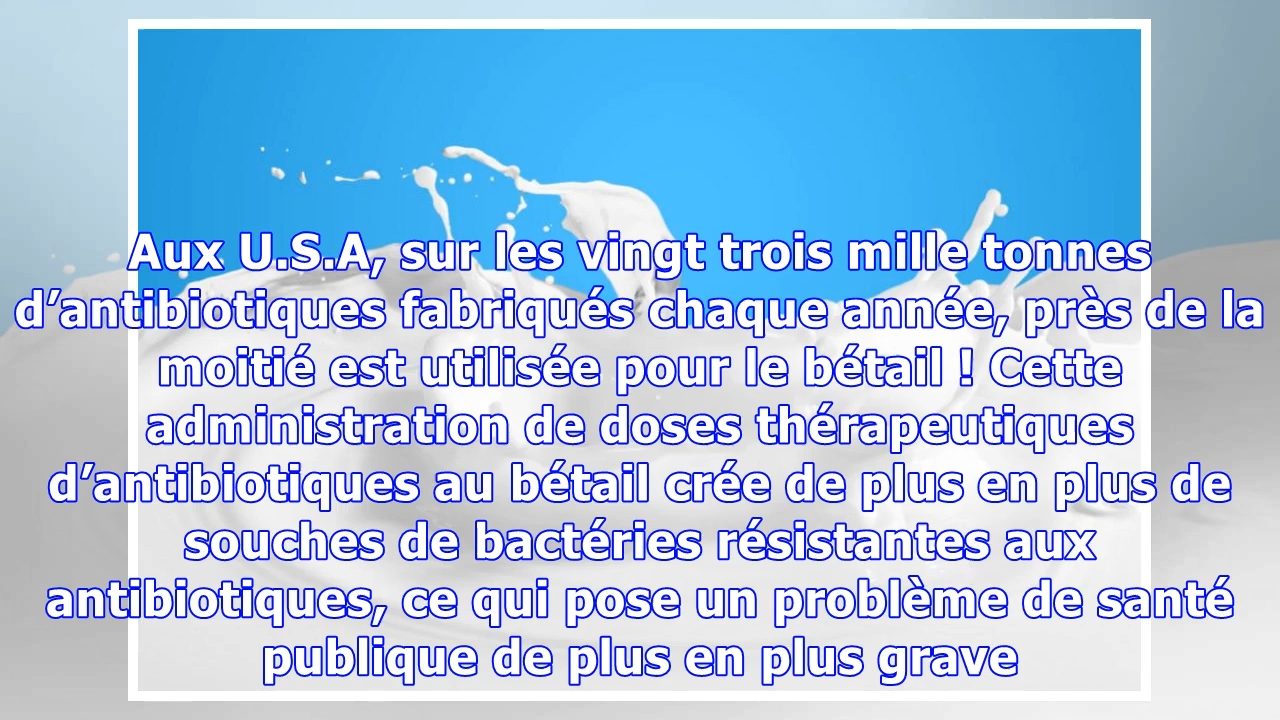 Aux U.S.A, sur les vingt trois mille tonnes
d’antibiotiques fabriqués chaque année, près de la
moitié est utilisée pour le bétail ! Cette
administration de doses thérapeutiques
d’antibiotiques au bétail crée de plus en plus de
souches de bactéries résistantes aux
antibiotiques, ce qui pose un problème de santé
publique de plus en plus grave